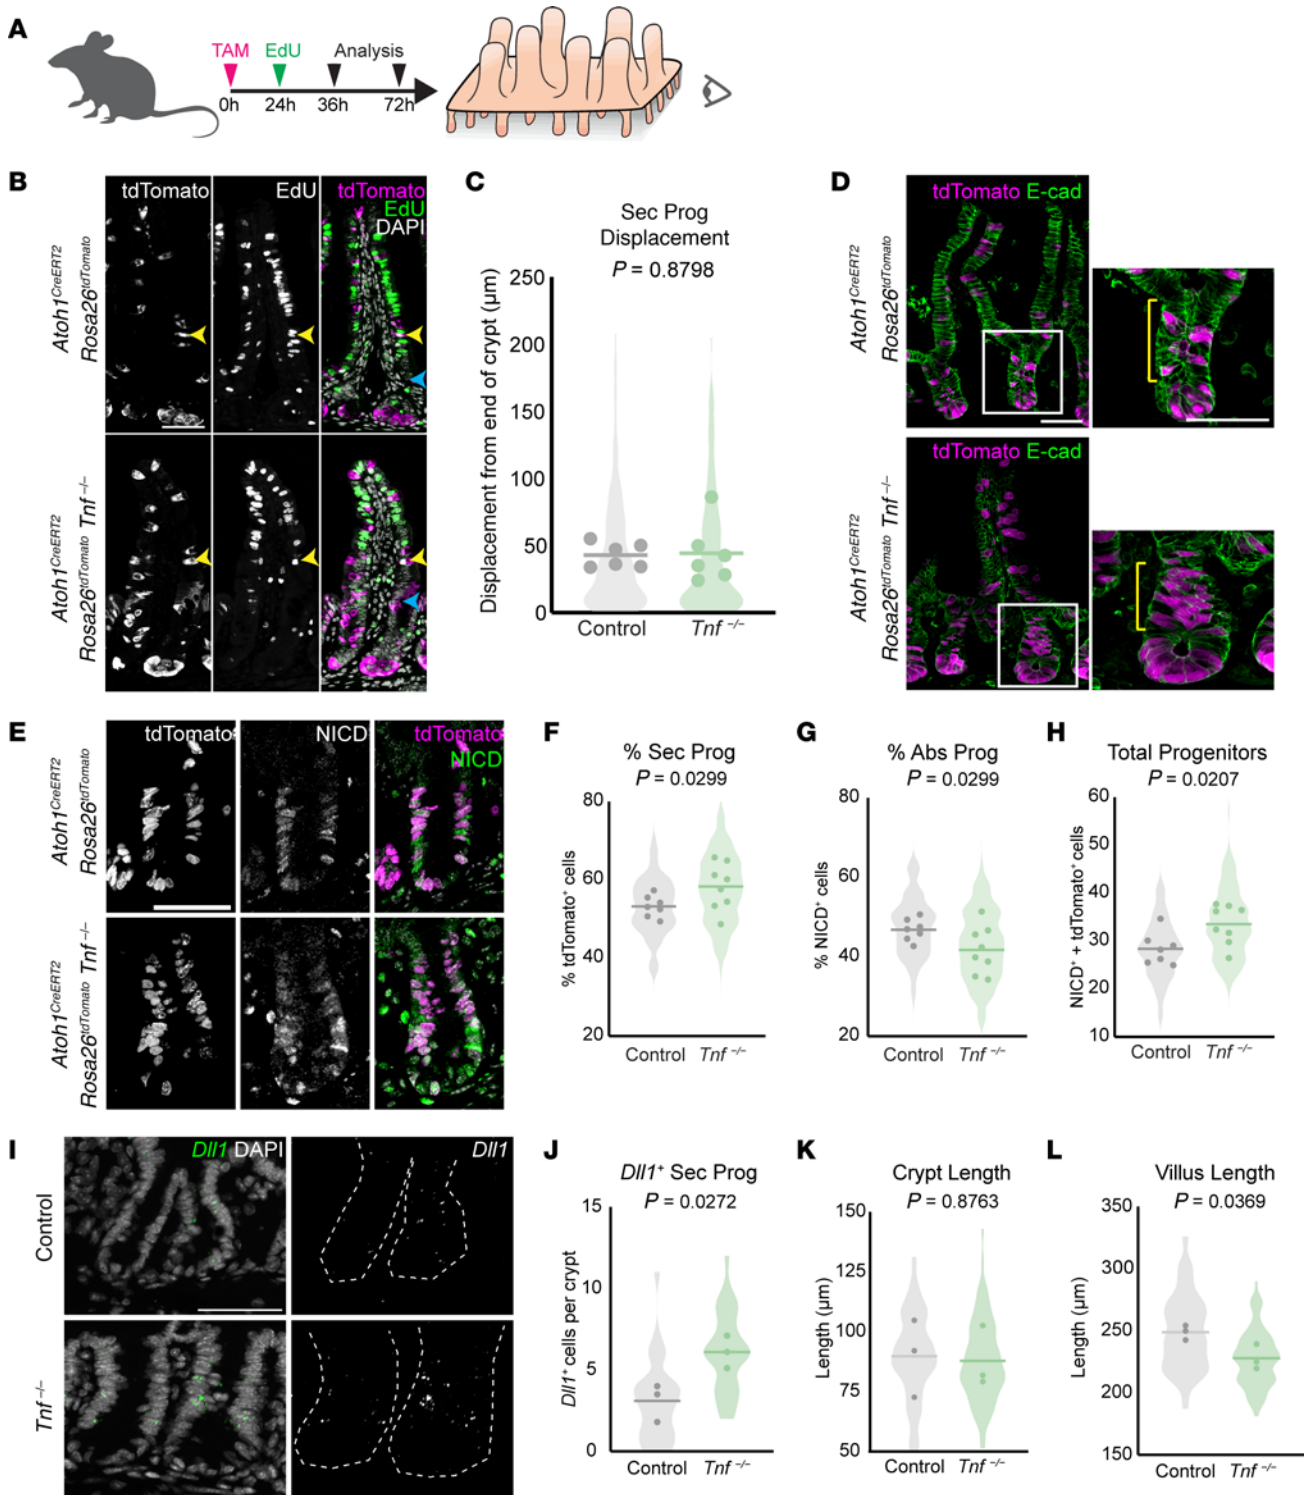 A
TAM EdU Analysis
0h 24h 36h 72h
B
tdTomato EdU tdTomato
EdU
DAPI
Atoh1CreERT2
Rosa26tdTomato
Atoh1CreERT2
Rosa26tdTomato Tnf –/–
C
Sec Prog
Displacement
P = 0.8798
Displacement from end of crypt (µm)
250
200
150
100
50
0
Control Tnf –/–
D
tdTomato E-cad
Atoh1CreERT2
Rosa26tdTomato
tdTomato E-cad
Atoh1CreERT2
Rosa26tdTomato Tnf –/–
E
tdTomato NICD tdTomato
NICD
Atoh1CreERT2
Rosa26tdTomato
Atoh1CreERT2
Rosa26tdTomato Tnf –/–
F
% Sec Prog
P = 0.0299
% tdTomato+ cells
80
60
40
20
Control Tnf –/–
G
% Abs Prog
P = 0.0299
% NICD+ cells
80
60
40
20
Control Tnf –/–
H
Total Progenitors
P = 0.0207
NICD+ + tdTomato+ cells
60
50
40
30
20
10
Control Tnf –/–
I
Dll1 DAPI Dll1
Control
Tnf –/–
J
Dll1+ Sec Prog
P = 0.0272
Dll1+ cells per crypt
15
10
5
0
Control Tnf –/–
K
Crypt Length
P = 0.8763
Length (µm)
150
125
100
75
50
Control Tnf –/–
L
Villus Length
P = 0.0369
Length (µm)
350
300
250
200
150
Control Tnf –/–